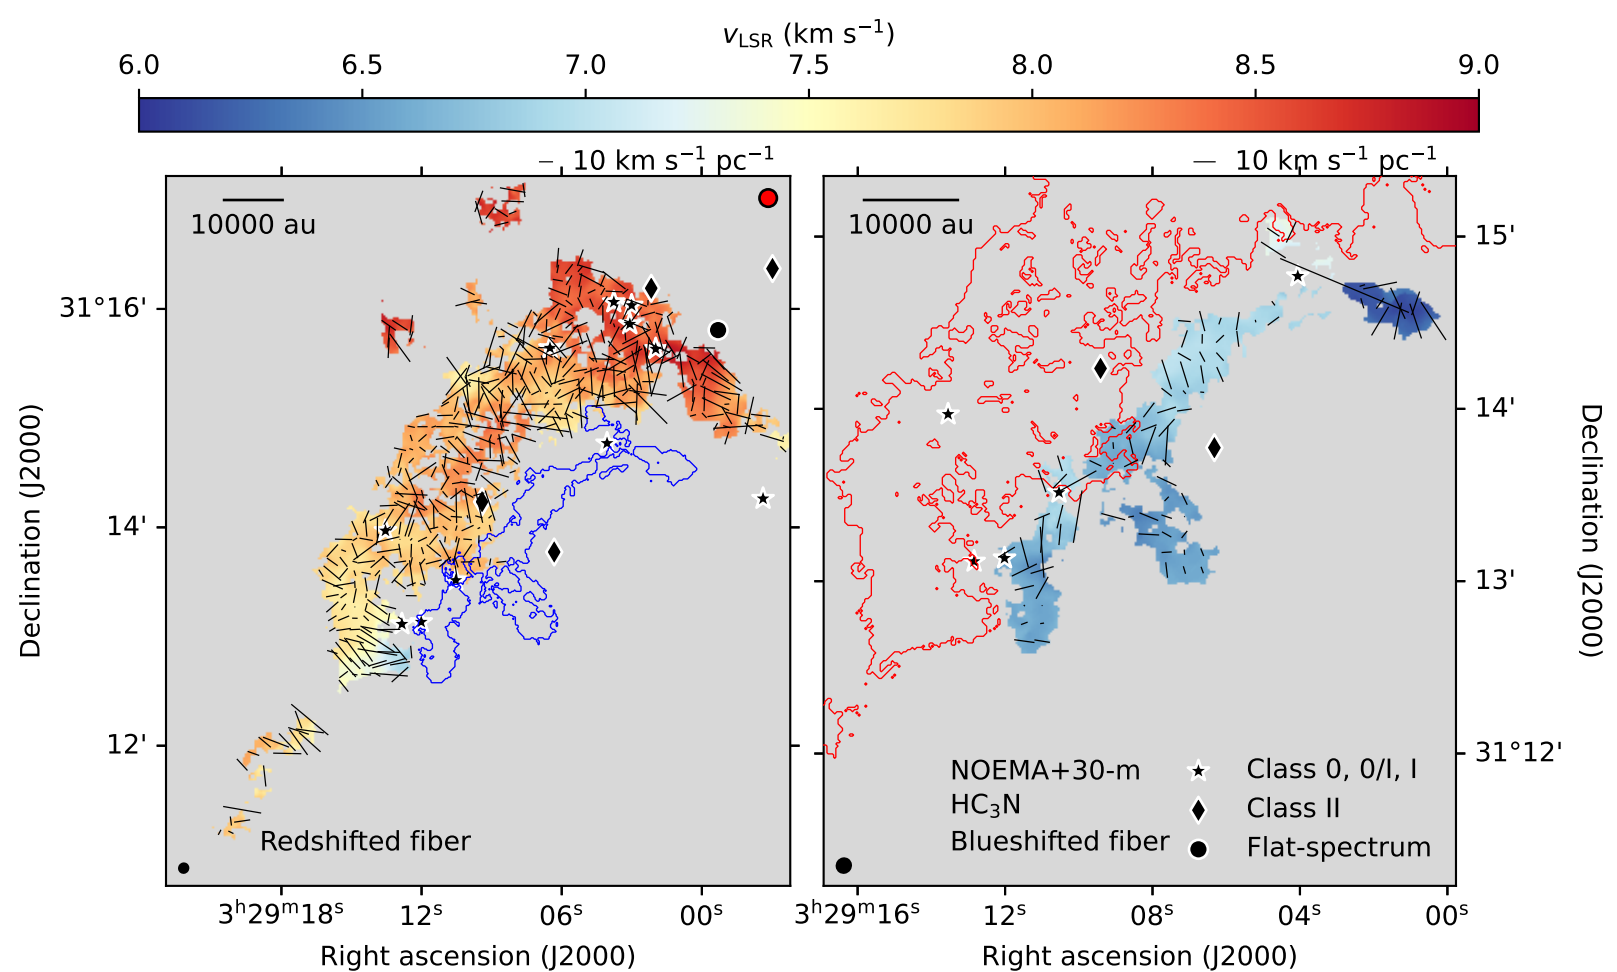 v_LSR (km s⁻¹)
6.0 6.5 7.0 7.5 8.0 8.5 9.0
10 km s⁻¹ pc⁻¹
10 km s⁻¹ pc⁻¹
10000 au
10000 au
31°16'
14'
12'
Declination (J2000)
15'
14'
13'
31°12'
Declination (J2000)
Redshifted fiber
NOEMA+30-m
HC₃N
Blueshifted fiber
Class 0, 0/I, I
Class II
Flat-spectrum
3ʰ29ᵐ18ˢ 12ˢ 06ˢ 00ˢ
3ʰ29ᵐ16ˢ 12ˢ 08ˢ 04ˢ 00ˢ
Right ascension (J2000)
Right ascension (J2000)